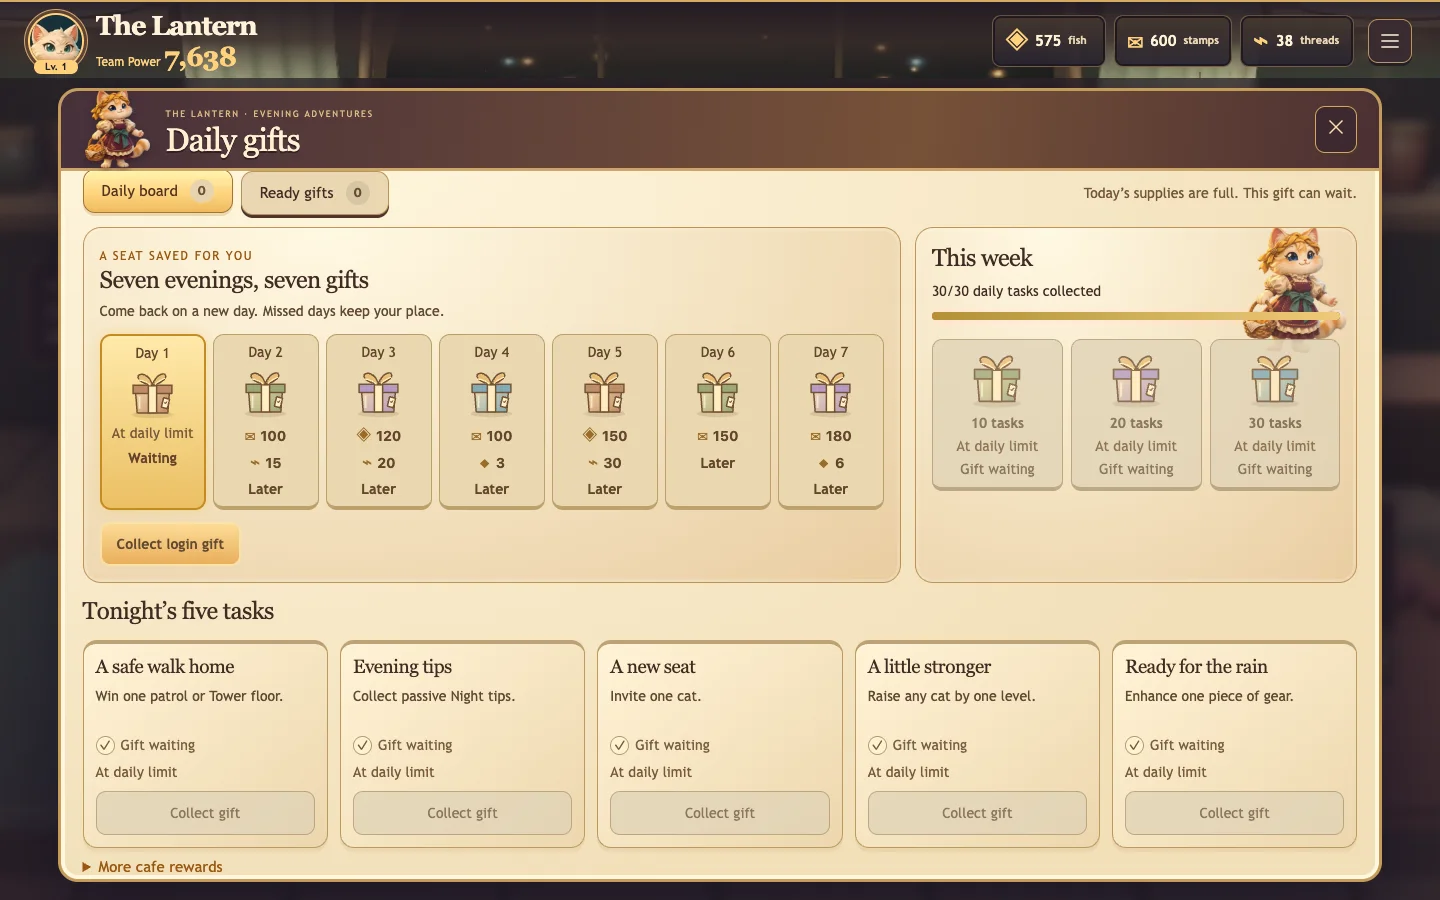 The Lantern
Team Power 7,638
Lv. 1
575 fish
600 stamps
38 threads
THE LANTERN · EVENING ADVENTURES
Daily gifts
Daily board 0
Ready gifts 0
Today's supplies are full. This gift can wait.
A SEAT SAVED FOR YOU
Seven evenings, seven gifts
Come back on a new day. Missed days keep your place.
Day 1
At daily limit
Waiting
Day 2
100
15
Later
Day 3
120
20
Later
Day 4
100
3
Later
Day 5
150
30
Later
Day 6
150
Later
Day 7
180
6
Later
Collect login gift
This week
30/30 daily tasks collected
10 tasks
At daily limit
Gift waiting
20 tasks
At daily limit
Gift waiting
30 tasks
At daily limit
Gift waiting
Tonight's five tasks
A safe walk home
Win one patrol or Tower floor.
Gift waiting
At daily limit
Collect gift
Evening tips
Collect passive Night tips.
Gift waiting
At daily limit
Collect gift
A new seat
Invite one cat.
Gift waiting
At daily limit
Collect gift
A little stronger
Raise any cat by one level.
Gift waiting
At daily limit
Collect gift
Ready for the rain
Enhance one piece of gear.
Gift waiting
At daily limit
Collect gift
More cafe rewards